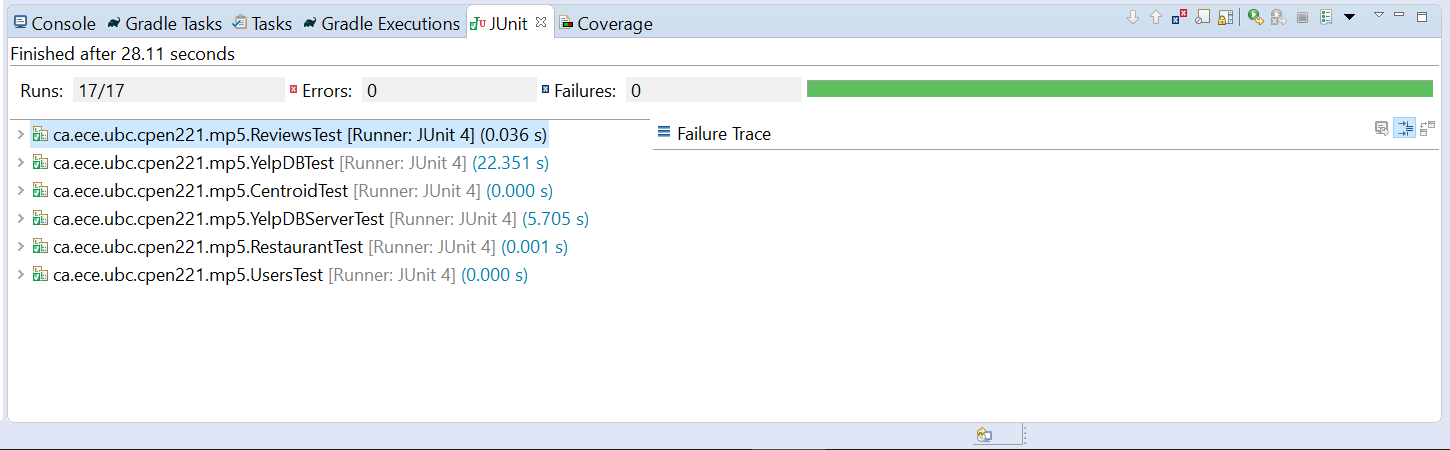 Console Gradle Tasks Tasks Gradle Executions JUnit Coverage
Finished after 28.11 seconds
Runs: 17/17 Errors: 0 Failures: 0
ca.ece.ubc.cpen221.mp5.ReviewsTest [Runner: JUnit 4] (0.036 s) Failure Trace
ca.ece.ubc.cpen221.mp5.YelpDBTest [Runner: JUnit 4] (22.351 s)
ca.ece.ubc.cpen221.mp5.CentroidTest [Runner: JUnit 4] (0.000 s)
ca.ece.ubc.cpen221.mp5.YelpDBServerTest [Runner: JUnit 4] (5.705 s)
ca.ece.ubc.cpen221.mp5.RestaurantTest [Runner: JUnit 4] (0.001 s)
ca.ece.ubc.cpen221.mp5.UsersTest [Runner: JUnit 4] (0.000 s)